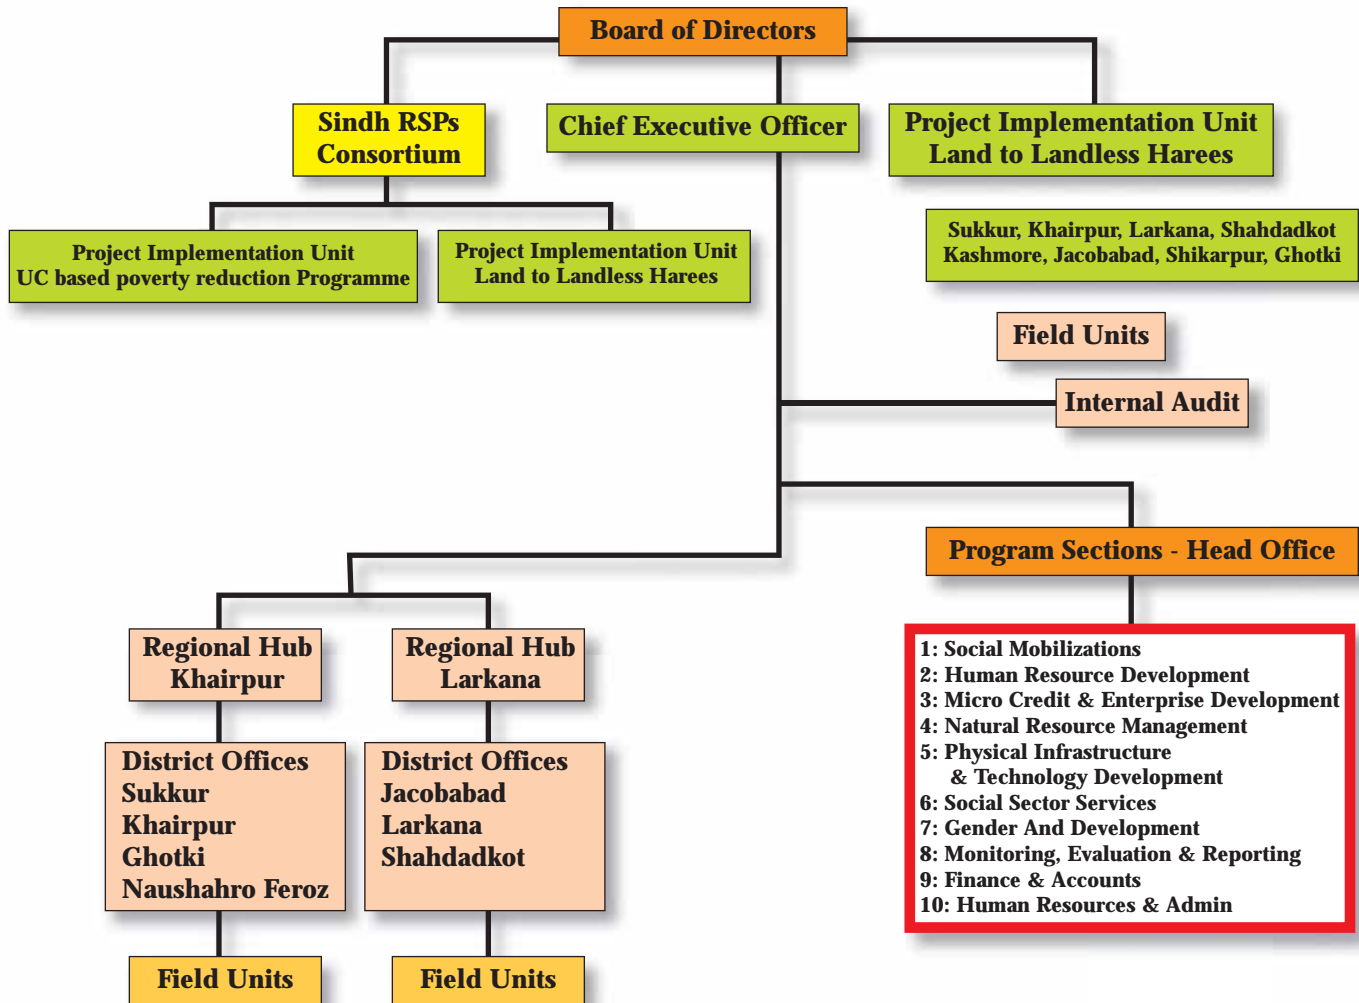 Board of Directors
Sindh RSPs
Consortium
Chief Executive Officer
Project Implementation Unit
Land to Landless Harees
Project Implementation Unit
UC based poverty reduction Programme
Project Implementation Unit
Land to Landless Harees
Sukkur, Khairpur, Larkana, Shahdadkot
Kashmore, Jacobabad, Shikarpur, Ghotki
Field Units
Internal Audit
Program Sections - Head Office
1: Social Mobilizations
2: Human Resource Development
3: Micro Credit & Enterprise Development
4: Natural Resource Management
5: Physical Infrastructure
& Technology Development
6: Social Sector Services
7: Gender And Development
8: Monitoring, Evaluation & Reporting
9: Finance & Accounts
10: Human Resources & Admin
Regional Hub
Khairpur
District Offices
Sukkur
Khairpur
Ghotki
Naushahro Feroz
Field Units
Regional Hub
Larkana
District Offices
Jacobabad
Larkana
Shahdadkot
Field Units